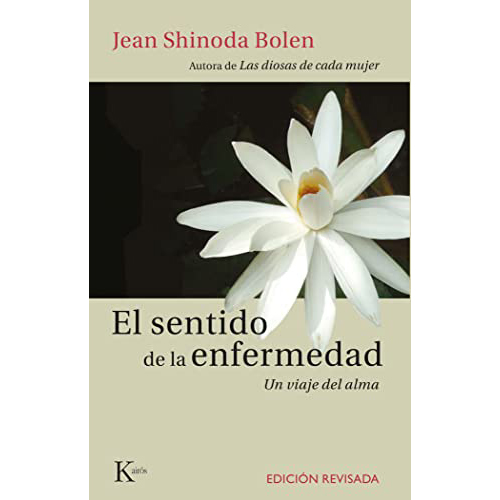 Jean Shinoda Bolen
Autora de Las diosas de cada mujer
El sentido
de la enfermedad
Un viaje del alma
Kairós
EDICIÓN REVISADA